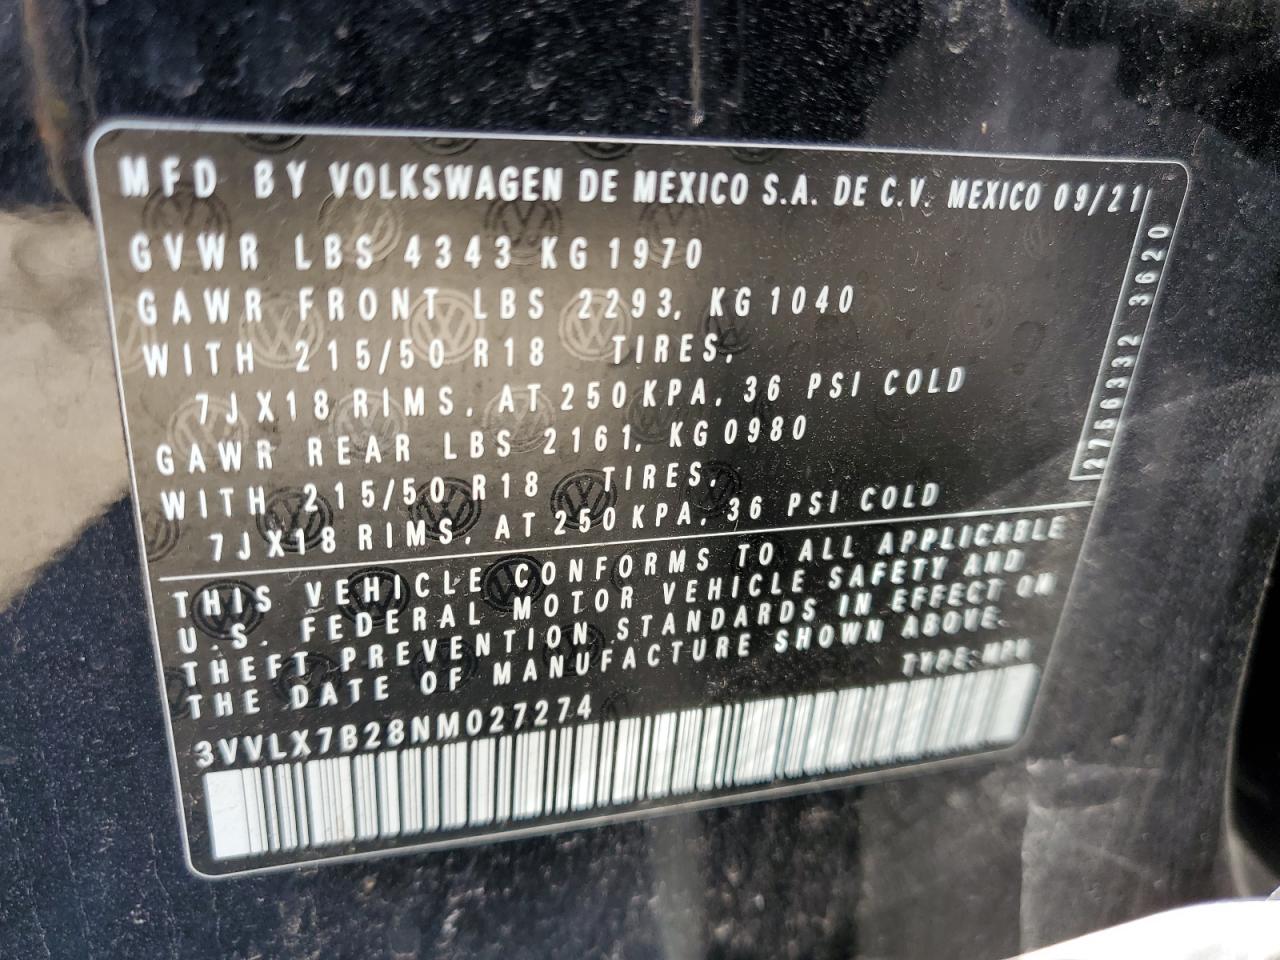 MFD BY VOLKSWAGEN DE MEXICO S.A. DE C.V. MEXICO 09/21
GVWR LBS 4343 KG 1970
GAWR FRONT LBS 2293, KG 1040
WITH 215/50 R18 TIRES,
7JX18 RIMS, AT 250 KPA, 36 PSI COLD
GAWR REAR LBS 2161, KG 0980
WITH 215/50 R18 TIRES,
7JX18 RIMS, AT 250 KPA, 36 PSI COLD
2756332 3620
THIS VEHICLE CONFORMS TO ALL APPLICABLE
U.S. FEDERAL MOTOR VEHICLE SAFETY AND
THEFT PREVENTION STANDARDS IN EFFECT ON
THE DATE OF MANUFACTURE SHOWN ABOVE.
TYPE: MPV
3VVLX7B28NM027274